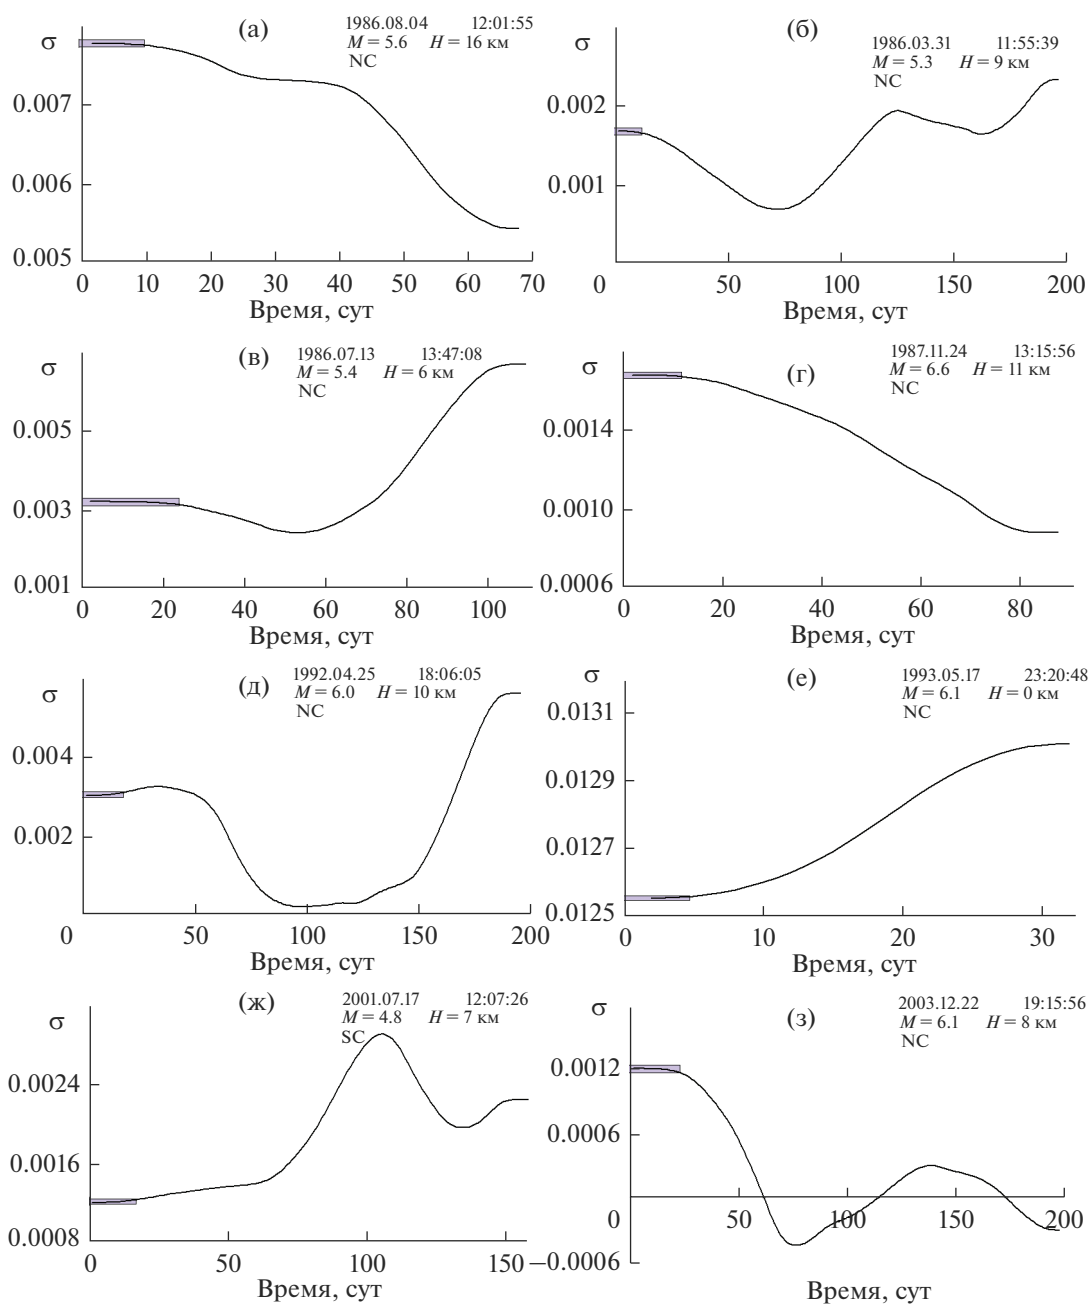 (а)
1986.08.04 12:01:55
M = 5.6 H = 16 км
NC
σ
0.007
0.006
0.005
0 10 20 30 40 50 60 70
Время, сут
(б)
1986.03.31 11:55:39
M = 5.3 H = 9 км
NC
σ
0.002
0.001
0 50 100 150 200
Время, сут
(в)
1986.07.13 13:47:08
M = 5.4 H = 6 км
NC
σ
0.005
0.003
0.001
0 20 40 60 80 100
Время, сут
(г)
1987.11.24 13:15:56
M = 6.6 H = 11 км
NC
σ
0.0014
0.0010
0.0006
0 20 40 60 80
Время, сут
(д)
1992.04.25 18:06:05
M = 6.0 H = 10 км
NC
σ
0.004
0.002
0 50 100 150 200
Время, сут
(е)
1993.05.17 23:20:48
M = 6.1 H = 0 км
NC
σ
0.0131
0.0129
0.0127
0.0125
0 10 20 30
Время, сут
(ж)
2001.07.17 12:07:26
M = 4.8 H = 7 км
SC
σ
0.0024
0.0016
0.0008
0 50 100 150
Время, сут
(з)
2003.12.22 19:15:56
M = 6.1 H = 8 км
NC
σ
0.0012
0.0006
0 50 100 150 200
−0.0006
Время, сут